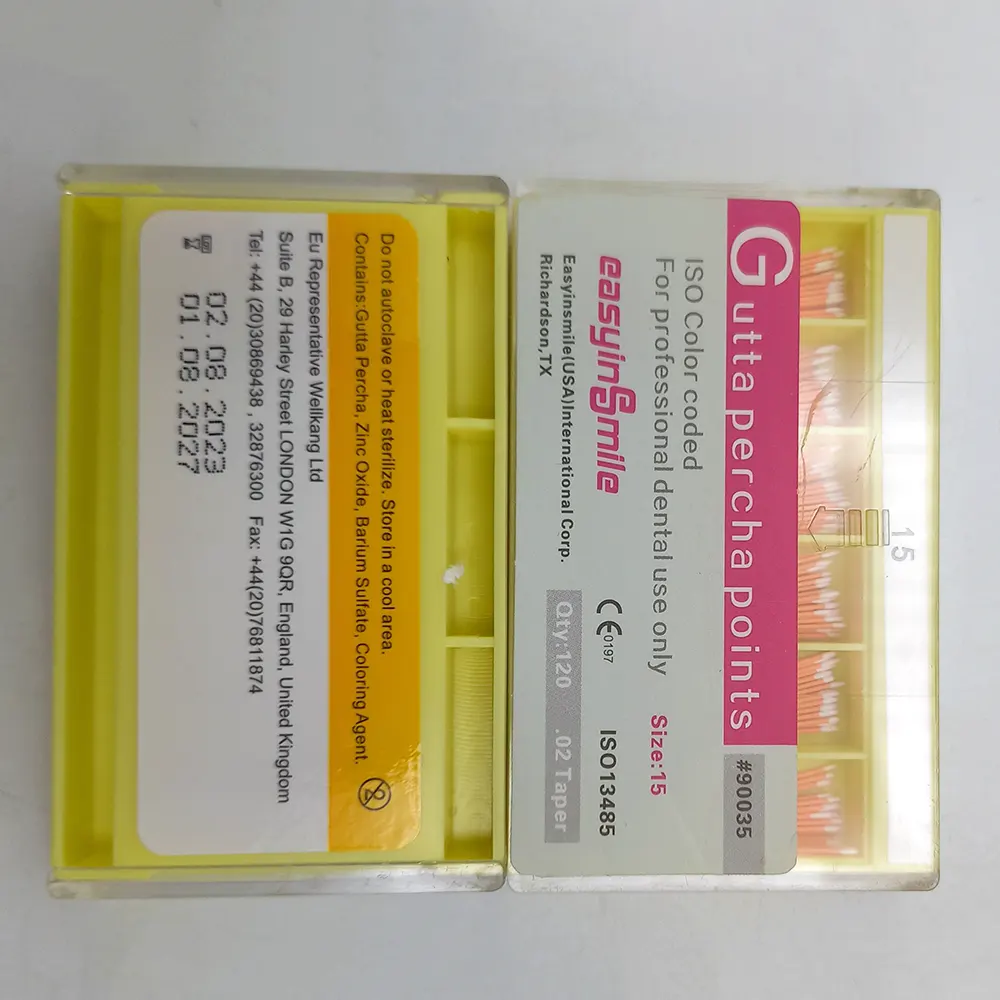 Do not autoclave or heat sterilize. Store in a cool area.
Contains:Gutta Percha, Zinc Oxide, Barium Sulfate, Coloring Agent.
2
Eu Representative Wellkang Ltd
Suite B, 29 Harley Street LONDON W1G 9QR, England, United Kingdom
Tel: +44 (20)30869438 , 32876300 Fax: +44(20)76811874
LOT
02.08.2023
01.08.2027
15
Gutta percha points
#90035
ISO Color coded
For professional dental use only
Size:15
easyinSmile
CE0197
ISO13485
Easyinsmile(USA)International Corp.
Richardson,TX
Qty:120 .02 Taper